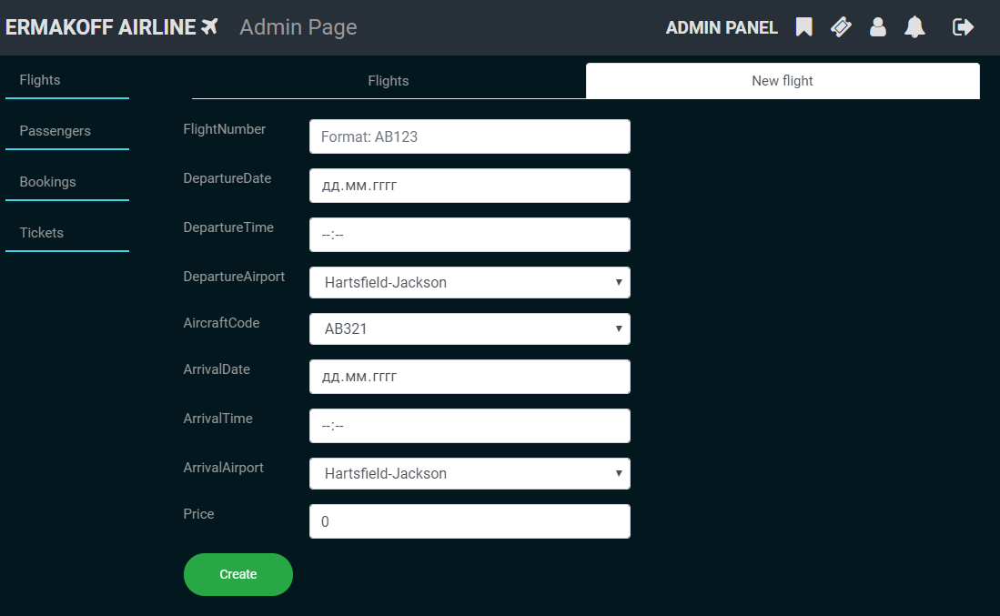 ERMAKOFF AIRLINE Admin Page ADMIN PANEL
Flights
Passengers
Bookings
Tickets
Flights New flight
FlightNumber Format: AB123
DepartureDate дд.мм.гггг
DepartureTime --:--
DepartureAirport Hartsfield-Jackson
AircraftCode AB321
ArrivalDate дд.мм.гггг
ArrivalTime --:--
ArrivalAirport Hartsfield-Jackson
Price 0
Create